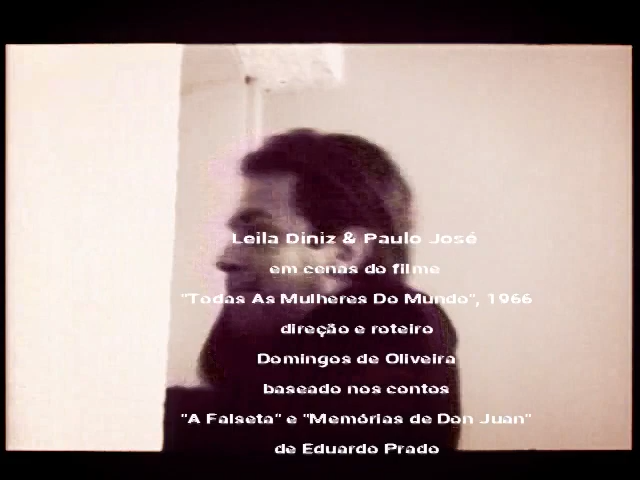 Leila Diniz & Paulo José
em cenas do filme
"Todas As Mulheres Do Mundo", 1966
direção e roteiro
Domingos de Oliveira
baseado nos contos
"A Falseta" e "Memórias de Don Juan"
de Eduardo Prado